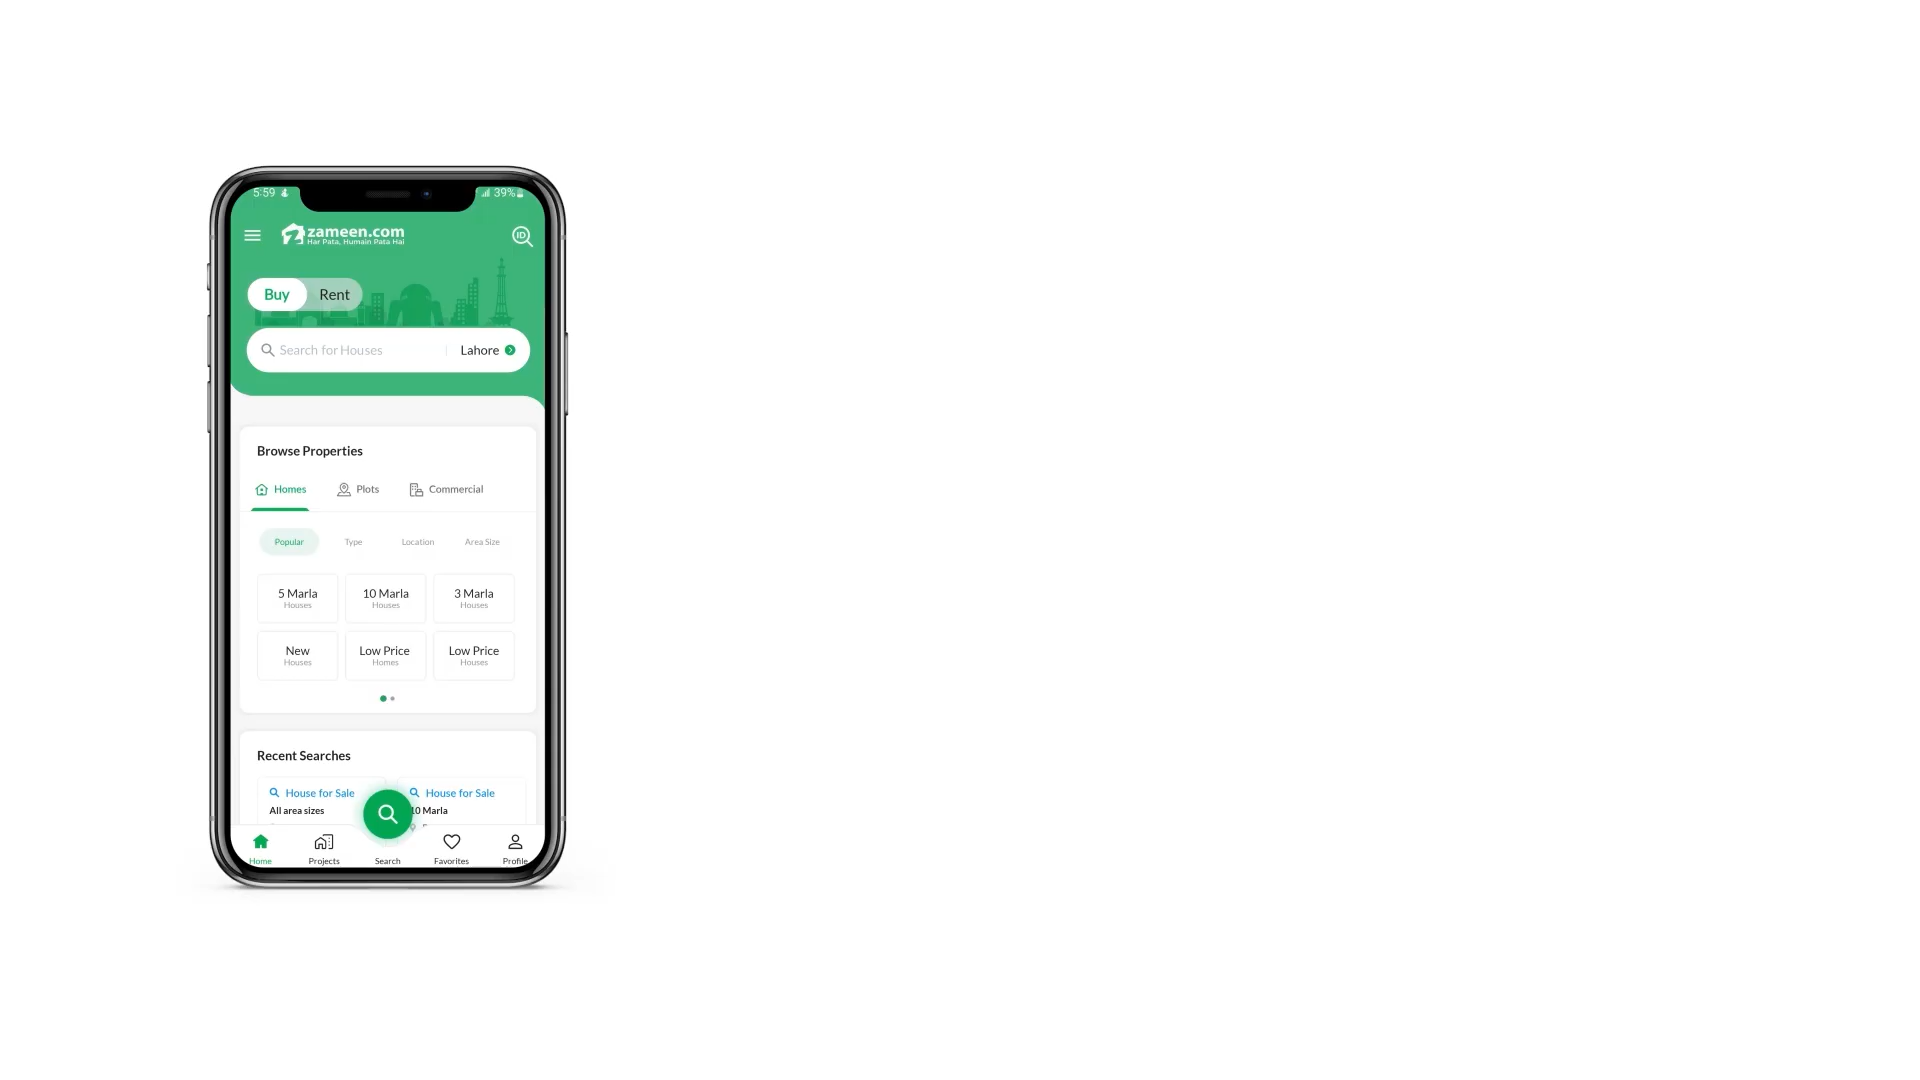 5:59 39%
zameen.com
Har Pata, Humain Pata Hai
ID
Buy Rent
Search for Houses Lahore
Browse Properties
Homes Plots Commercial
Popular Type Location Area Size
5 Marla 10 Marla 3 Marla
Houses Houses Houses
New Low Price Low Price
Houses Homes Houses
Recent Searches
House for Sale House for Sale
All area sizes 10 Marla
Home Projects Search Favorites Profile